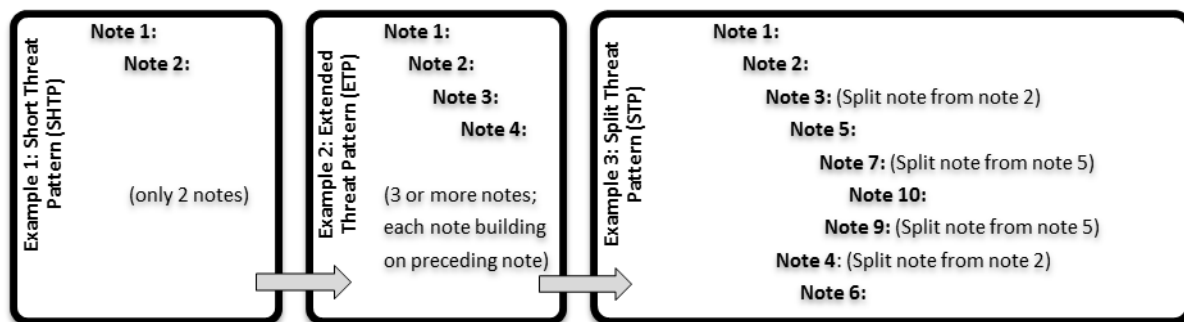 Example 1: Short Threat
Pattern (SHTP)
Note 1:
Note 2:
(only 2 notes)
Example 2: Extended
Threat Pattern (ETP)
Note 1:
Note 2:
Note 3:
Note 4:
(3 or more notes;
each note building
on preceding note)
Example 3: Split Threat
Pattern (STP)
Note 1:
Note 2:
Note 3: (Split note from note 2)
Note 5:
Note 7: (Split note from note 5)
Note 10:
Note 9: (Split note from note 5)
Note 4: (Split note from note 2)
Note 6: